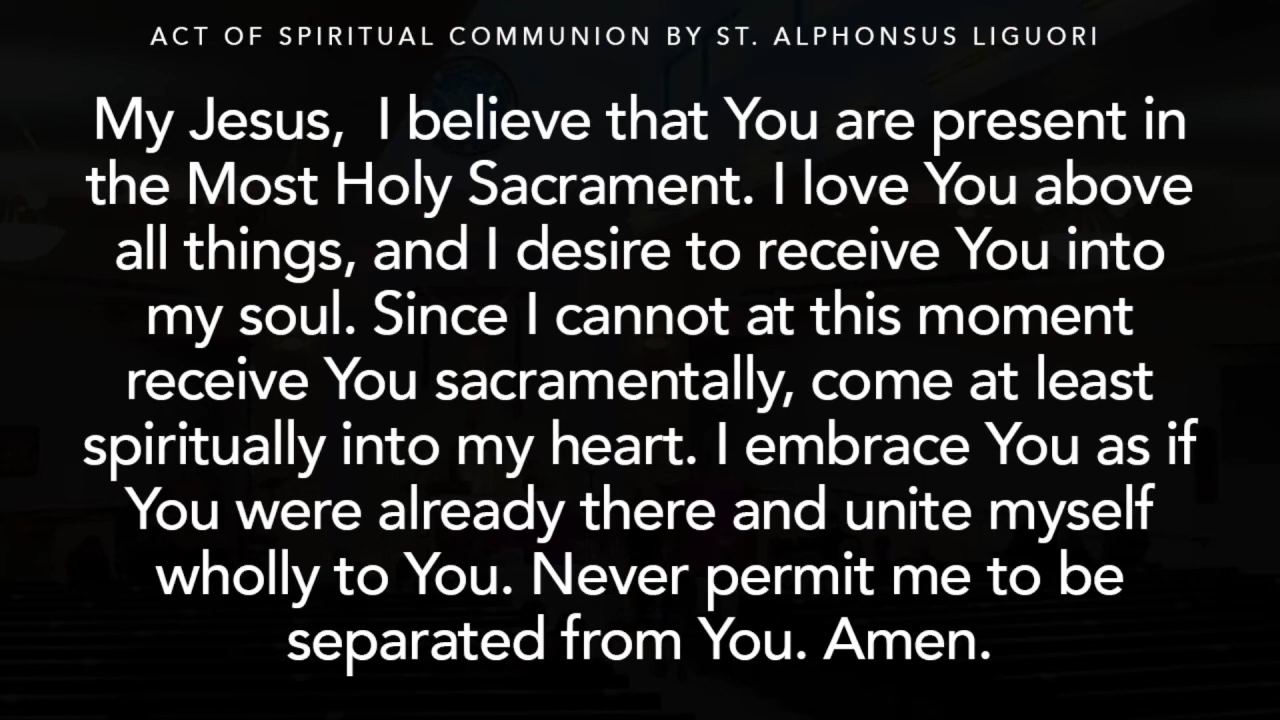 ACT OF SPIRITUAL COMMUNION BY ST. ALPHONSUS LIGUORI
My Jesus,  I believe that You are present in
the Most Holy Sacrament. I love You above
all things, and I desire to receive You into
my soul. Since I cannot at this moment
receive You sacramentally, come at least
spiritually into my heart. I embrace You as if
You were already there and unite myself
wholly to You. Never permit me to be
separated from You. Amen.